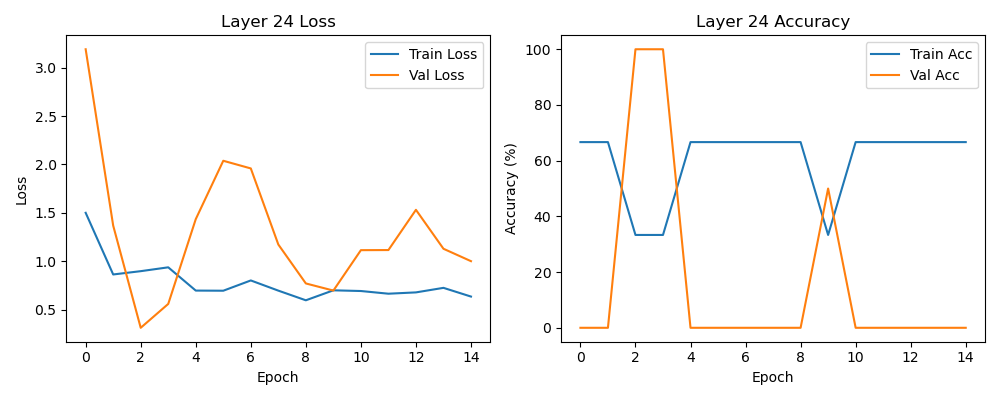 Layer 24 Loss
Train Loss
Val Loss
3.0
2.5
2.0
1.5
1.0
0.5
Loss
0 2 4 6 8 10 12 14
Epoch
Layer 24 Accuracy
Train Acc
Val Acc
100
80
60
40
20
0
Accuracy (%)
0 2 4 6 8 10 12 14
Epoch